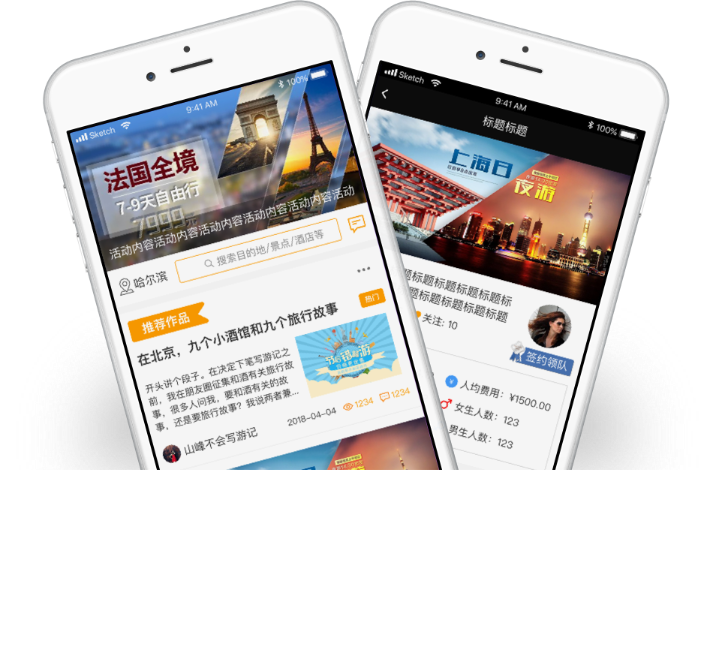 Sketch
9:41 AM
100%
法国全境
7-9天自由行
7999元
活动内容活动内容活动内容活动内容活动内容活动
哈尔滨
搜索目的地/景点/酒店等
推荐作品
热门
在北京，九个小酒馆和九个旅行故事
开头讲个段子。在决定下笔写游记之
前，我在朋友圈征集和酒有关旅行故
事，很多人问我，要和酒有关的故
事，还是要旅行故事？我说两者兼...
2018-04-04
1234
1234
山峰不会写游记
Sketch
9:41 AM
100%
标题标题
上海
夜游
标题标题标题标题标
标题标题标题标题
关注: 10
签约领队
人均费用：¥1500.00
女生人数：123
男生人数：123